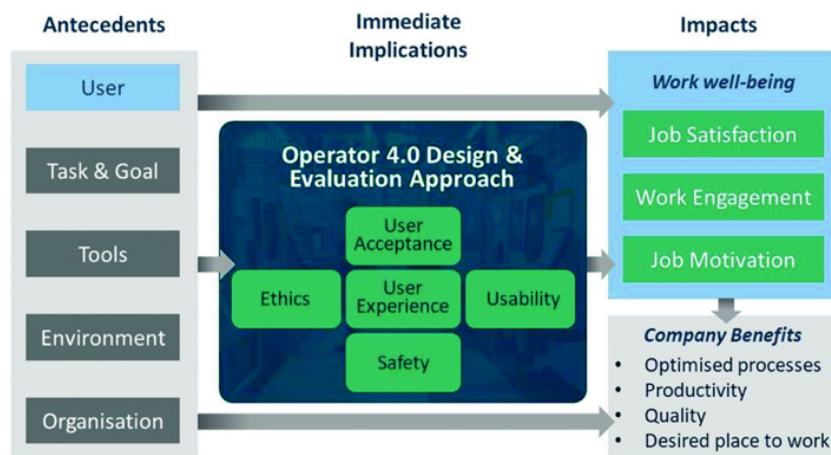 Antecedents
Immediate
Implications
Impacts
User
Task & Goal
Tools
Environment
Organisation
Operator 4.0 Design &
Evaluation Approach
User
Acceptance
Ethics
User
Experience
Usability
Safety
Work well-being
Job Satisfaction
Work Engagement
Job Motivation
Company Benefits
• Optimised processes
• Productivity
• Quality
• Desired place to work